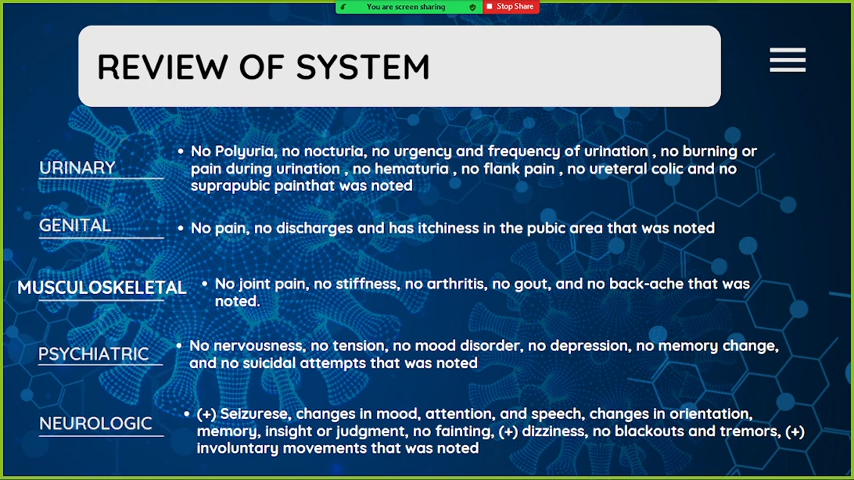 You are screen sharing
Stop Share
REVIEW OF SYSTEM
URINARY
• No Polyuria, no nocturia, no urgency and frequency of urination , no burning or
pain during urination , no hematuria , no flank pain , no ureteral colic and no
suprapubic painthat was noted
GENITAL
• No pain, no discharges and has itchiness in the pubic area that was noted
MUSCULOSKELETAL
• No joint pain, no stiffness, no arthritis, no gout, and no back-ache that was
noted.
PSYCHIATRIC
• No nervousness, no tension, no mood disorder, no depression, no memory change,
and no suicidal attempts that was noted
NEUROLOGIC
• (+) Seizurese, changes in mood, attention, and speech, changes in orientation,
memory, insight or judgment, no fainting, (+) dizziness, no blackouts and tremors, (+)
involuntary movements that was noted